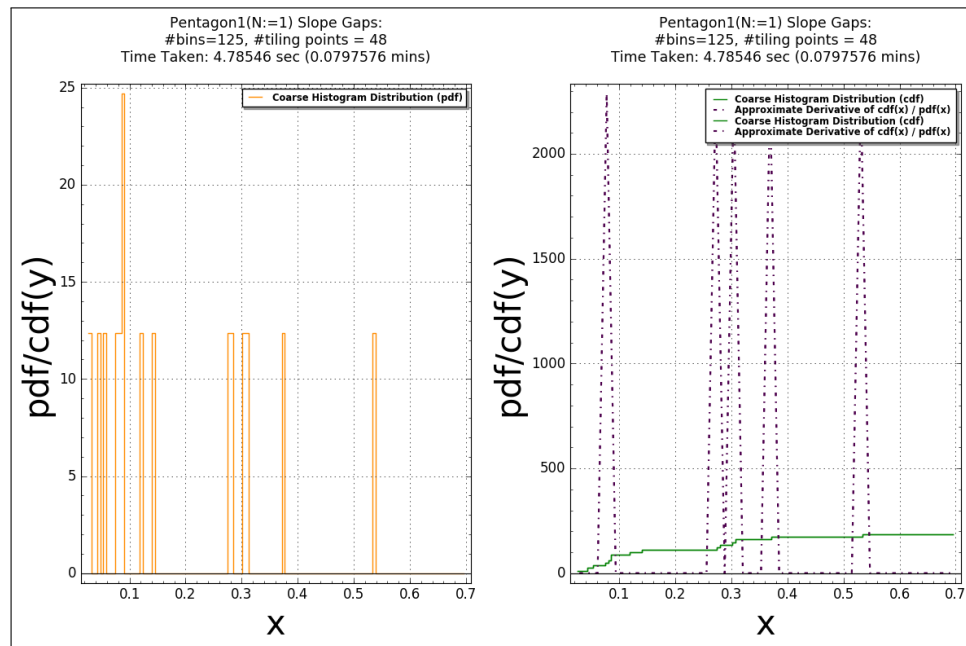 Pentagon1(N:=1) Slope Gaps:
#bins=125, #tiling points = 48
Time Taken: 4.78546 sec (0.0797576 mins)
Coarse Histogram Distribution (pdf)
25
20
15
10
5
0
pdf/cdf(y)
0.1 0.2 0.3 0.4 0.5 0.6 0.7
x
Pentagon1(N:=1) Slope Gaps:
#bins=125, #tiling points = 48
Time Taken: 4.78546 sec (0.0797576 mins)
Coarse Histogram Distribution (cdf)
Approximate Derivative of cdf(x) / pdf(x)
Coarse Histogram Distribution (cdf)
Approximate Derivative of cdf(x) / pdf(x)
2000
1500
1000
500
0
pdf/cdf(y)
0.1 0.2 0.3 0.4 0.5 0.6 0.7
x